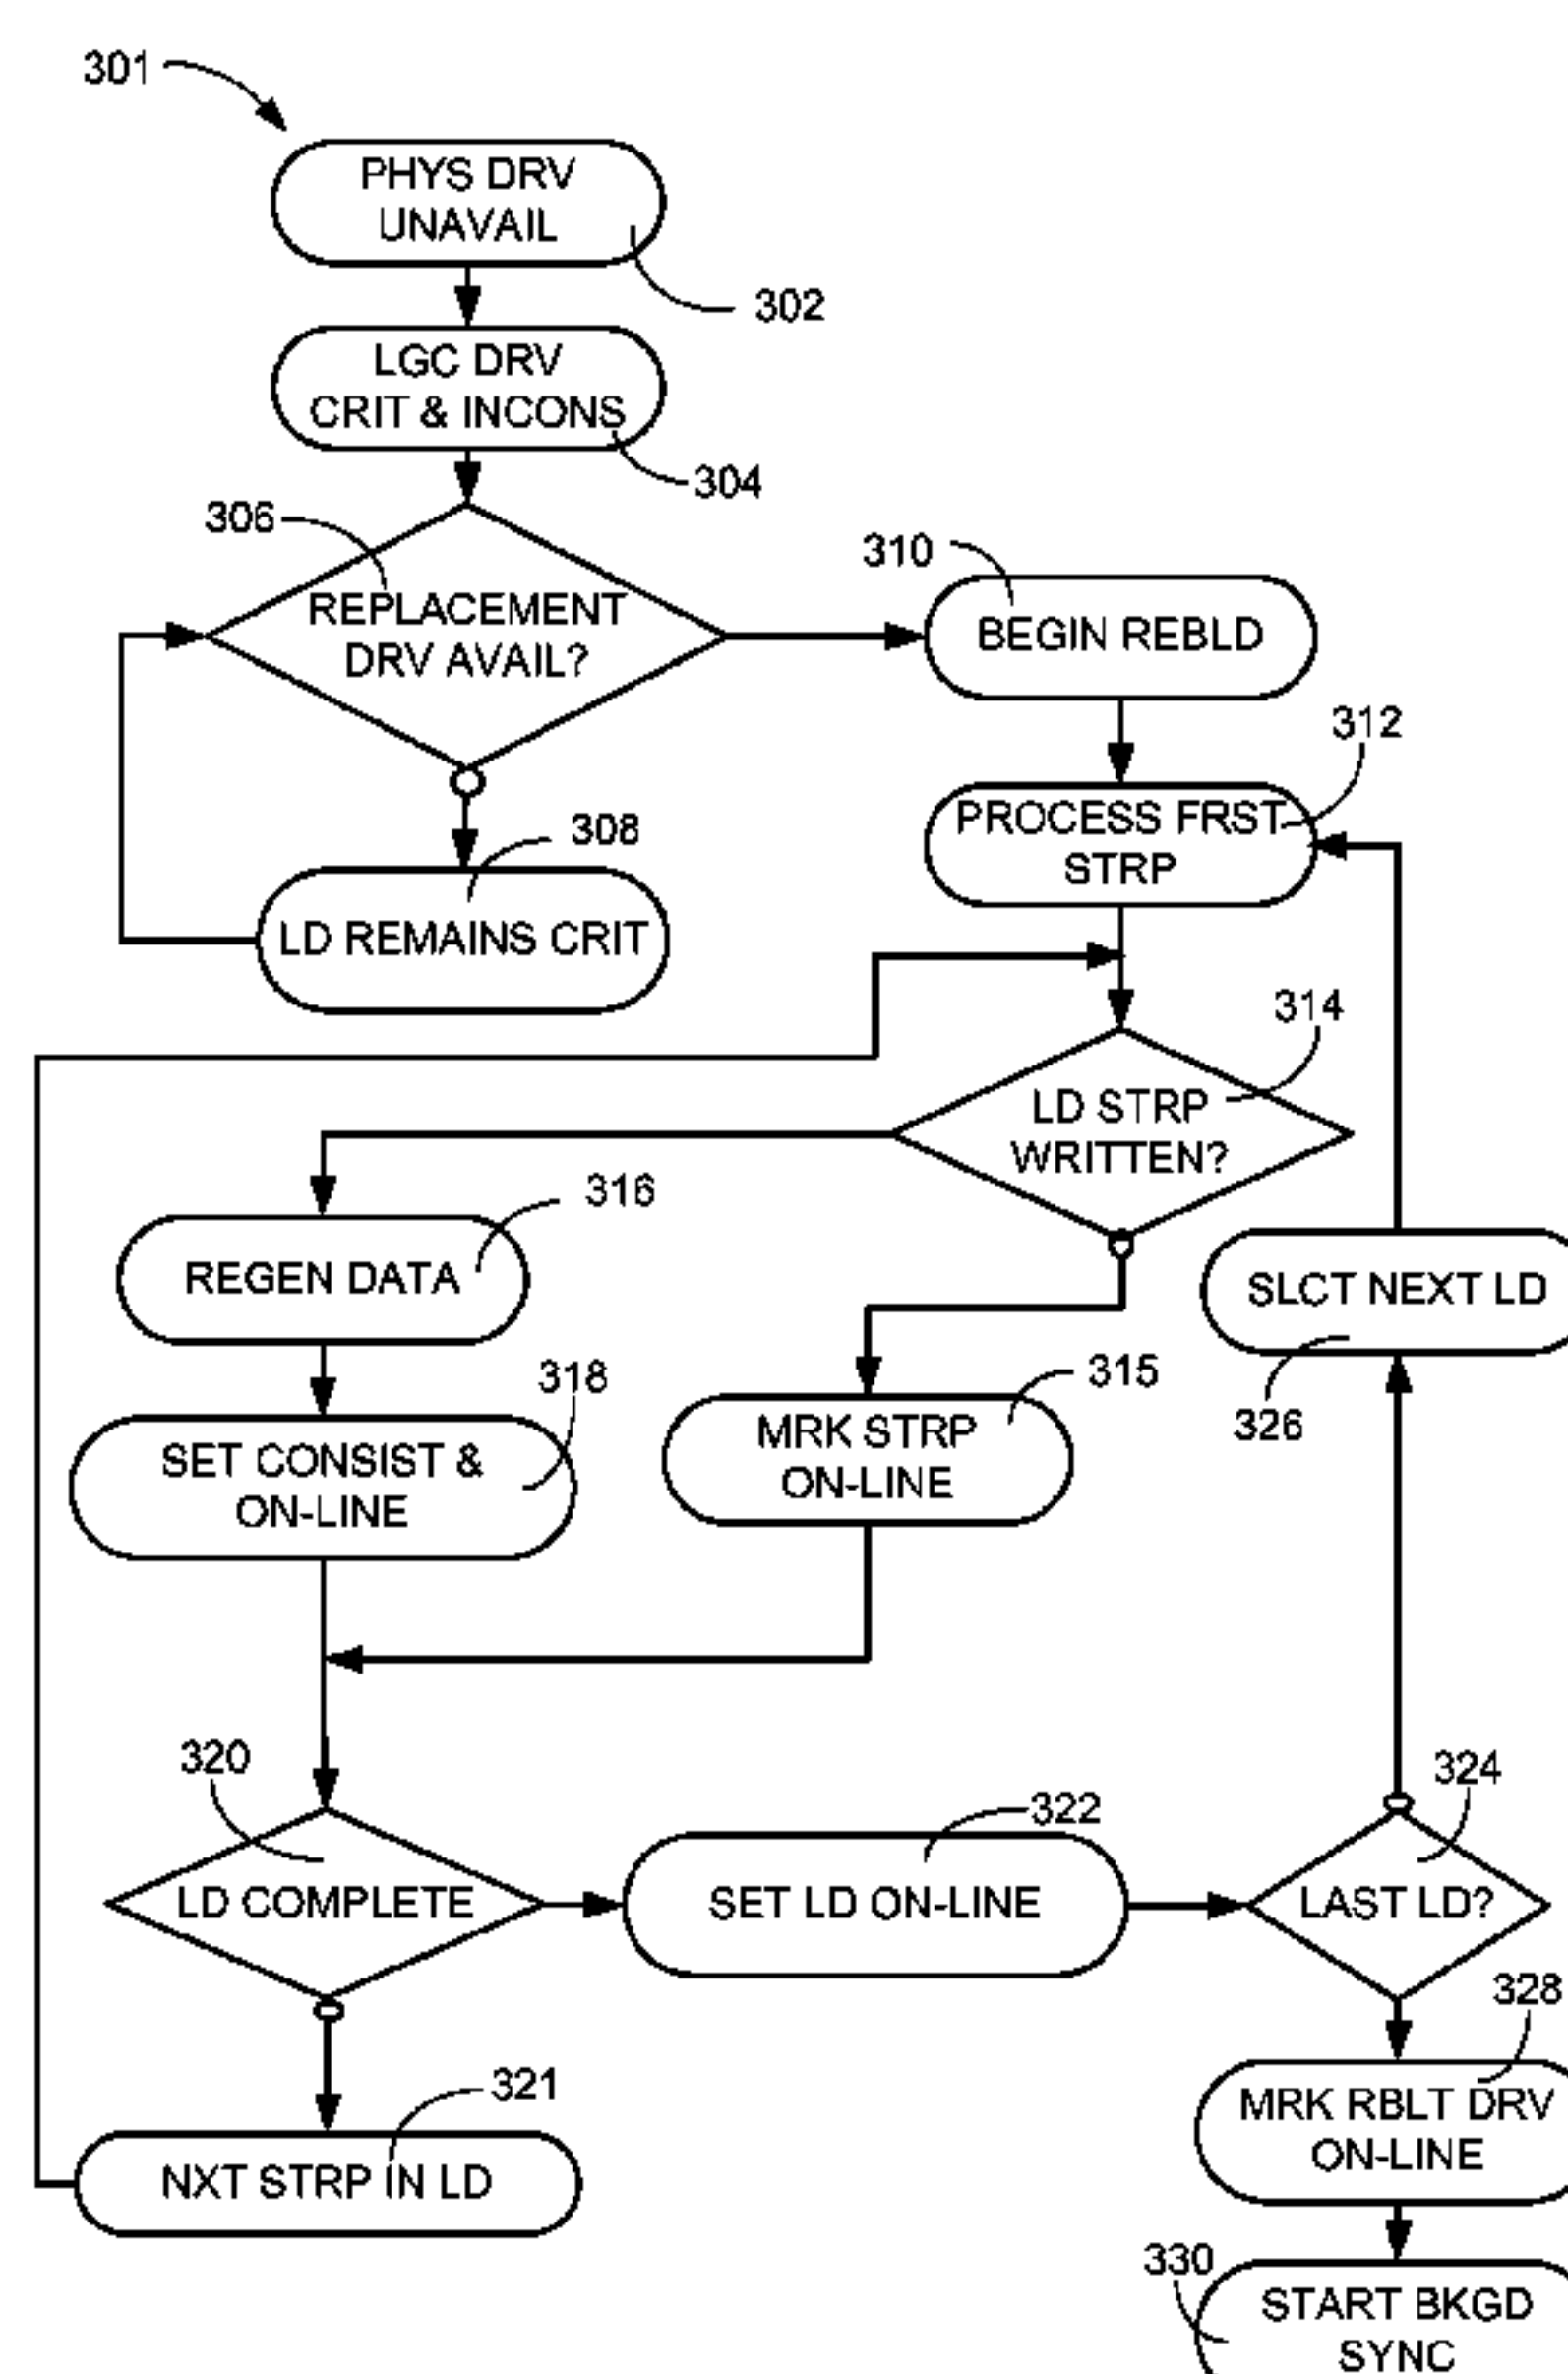 301
PHYS DRV
UNAVAIL
302
LGC DRV
CRIT & INCONS
304
306
REPLACEMENT
DRV AVAIL?
310
BEGIN REBLD
312
PROCESS FRST
STRP
308
LD REMAINS CRIT
314
LD STRP
WRITTEN?
316
REGEN DATA
SLCT NEXT LD
326
318
SET CONSIST &
ON-LINE
315
MRK STRP
ON-LINE
320
LD COMPLETE
322
SET LD ON-LINE
324
LAST LD?
321
NXT STRP IN LD
328
MRK RBLT DRV
ON-LINE
330
START BKGD
SYNC